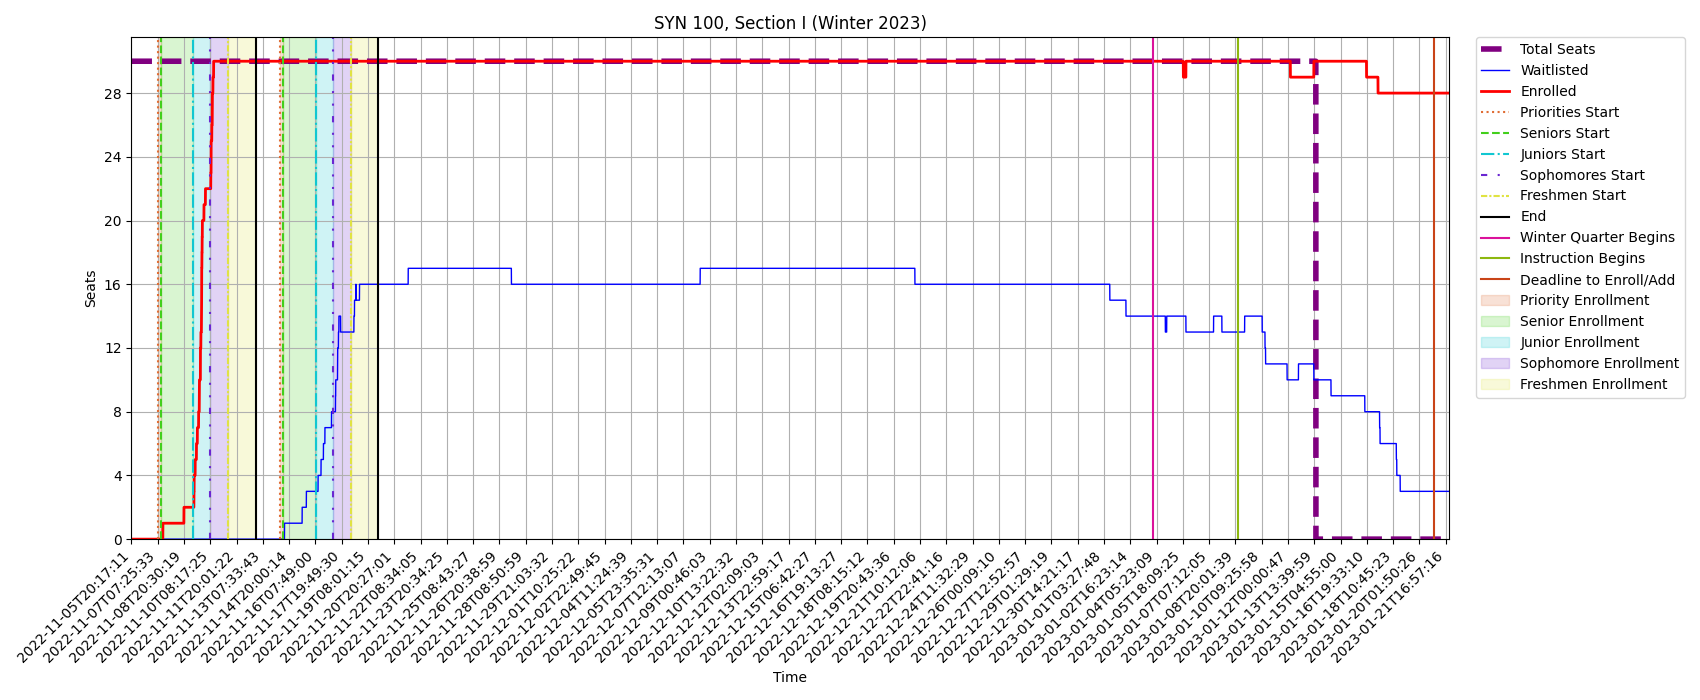 SYN 100, Section I (Winter 2023)
Seats
28
24
20
16
12
8
4
0
2022-11-05T20:17:11
2022-11-07T07:25:33
2022-11-08T20:30:19
2022-11-10T08:17:25
2022-11-11T20:01:22
2022-11-13T07:33:43
2022-11-14T20:00:14
2022-11-16T07:49:00
2022-11-17T19:49:30
2022-11-19T08:01:15
2022-11-20T20:27:01
2022-11-22T08:34:05
2022-11-23T20:34:25
2022-11-25T08:43:27
2022-11-26T20:38:59
2022-11-28T08:50:59
2022-11-29T21:03:32
2022-12-01T10:25:22
2022-12-02T22:49:45
2022-12-04T11:24:39
2022-12-05T23:35:31
2022-12-07T12:13:07
2022-12-09T00:46:03
2022-12-10T13:22:32
2022-12-12T02:09:03
2022-12-13T22:59:17
2022-12-15T06:42:27
2022-12-16T19:13:27
2022-12-18T08:15:12
2022-12-19T20:43:36
2022-12-21T10:12:06
2022-12-22T22:41:16
2022-12-24T11:32:29
2022-12-26T00:09:10
2022-12-27T12:52:57
2022-12-29T01:29:19
2022-12-30T14:21:17
2023-01-01T03:27:48
2023-01-02T16:23:14
2023-01-04T05:23:09
2023-01-05T18:09:25
2023-01-07T07:12:05
2023-01-08T20:01:39
2023-01-10T09:25:58
2023-01-12T00:00:47
2023-01-13T13:39:59
2023-01-15T04:55:00
2023-01-16T19:33:10
2023-01-18T10:45:23
2023-01-20T01:50:26
2023-01-21T16:57:16
Time
Total Seats
Waitlisted
Enrolled
Priorities Start
Seniors Start
Juniors Start
Sophomores Start
Freshmen Start
End
Winter Quarter Begins
Instruction Begins
Deadline to Enroll/Add
Priority Enrollment
Senior Enrollment
Junior Enrollment
Sophomore Enrollment
Freshmen Enrollment